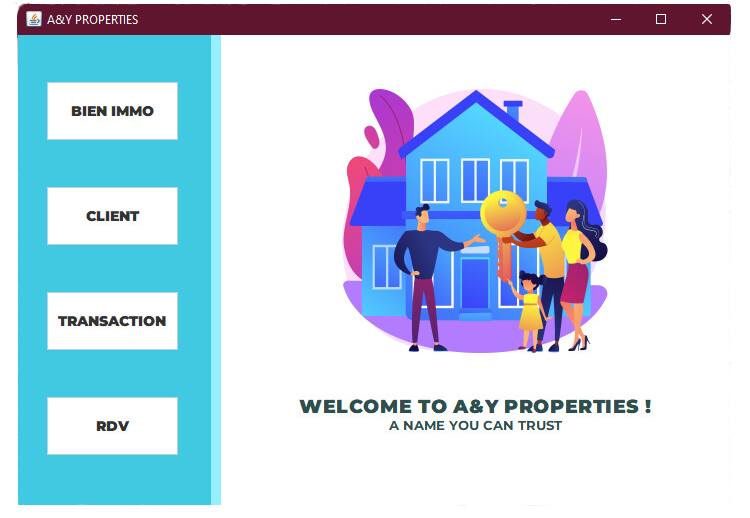 A&Y PROPERTIES
BIEN IMMO
CLIENT
TRANSACTION
RDV
WELCOME TO A&Y PROPERTIES !
A NAME YOU CAN TRUST